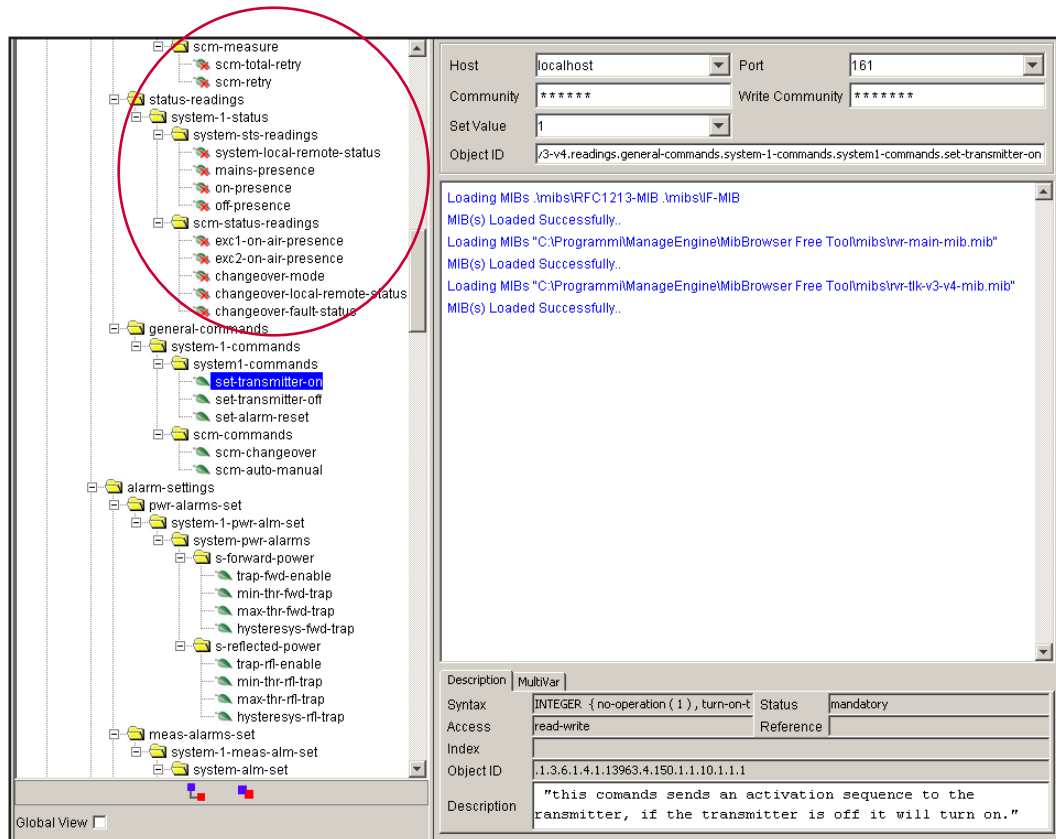 scm-measure
scm-total-retry
scm-retry
status-readings
system-1-status
system-sts-readings
system-local-remote-status
mains-presence
on-presence
off-presence
scm-status-readings
exc1-on-air-presence
exc2-on-air-presence
changeover-mode
changeover-local-remote-status
changeover-fault-status
general-commands
system-1-commands
system1-commands
set-transmitter-on
set-transmitter-off
set-alarm-reset
scm-commands
scm-changeover
scm-auto-manual
alarm-settings
pwr-alarms-set
system-1-pwr-alm-set
system-pwr-alarms
s-forward-power
trap-fwd-enable
min-thr-fwd-trap
max-thr-fwd-trap
hysteresys-fwd-trap
s-reflected-power
trap-rfl-enable
min-thr-rfl-trap
max-thr-rfl-trap
hysteresys-rfl-trap
meas-alarms-set
system-1-meas-alm-set
system-alm-set
Global View
Host localhost Port 161
Community ****** Write Community *******
Set Value 1
Object ID /3-v4.readings.general-commands.system-1-commands.system1-commands.set-transmitter-on
Loading MIBs .\mibs\RFC1213-MIB .\mibs\IF-MIB
MIB(s) Loaded Successfully..
Loading MIBs "C:\Programmi\ManageEngine\MibBrowser Free Tool\mibs\rvr-main-mib.mib"
MIB(s) Loaded Successfully..
Loading MIBs "C:\Programmi\ManageEngine\MibBrowser Free Tool\mibs\rvr-tlk-v3-v4-mib.mib"
MIB(s) Loaded Successfully..
Description MultiVar
Syntax INTEGER { no-operation ( 1 ) , turn-on-t Status mandatory
Access read-write Reference
Index
Object ID .1.3.6.1.4.1.13963.4.150.1.1.10.1.1.1
Description "this comands sends an activation sequence to the
ransmitter, if the transmitter is off it will turn on."